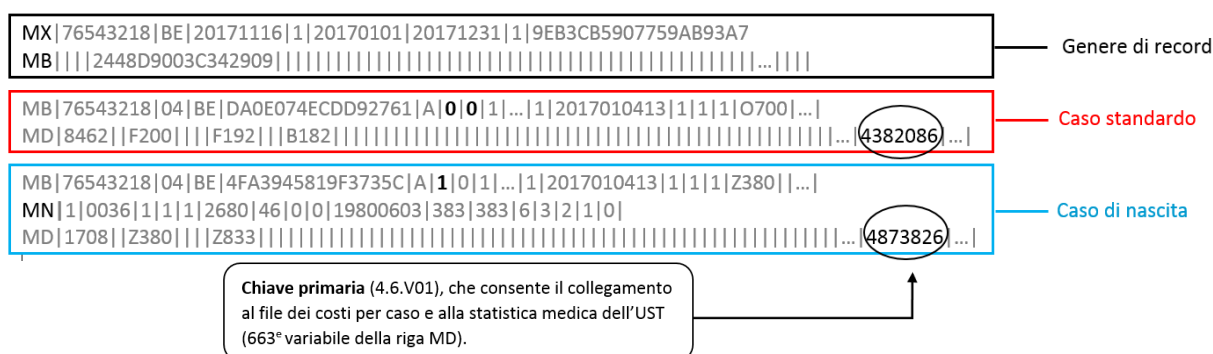 MX|76543218|BE|20171116|1|20170101|20171231|1|9EB3CB5907759AB93A7
MB||||2448D9003C342909|||||||||||||||||||||||||||||||||||||||||||||||||...||||
Genere di record
MB|76543218|04|BE|DA0E074ECDD92761|A|0|0|1|...|1|2017010413|1|1|1|O700|...|
MD|8462||F200||||F192|||B182||||||||||||||||||||||||||||||||||||||||||||||||||||...|4382086|...|
Caso standardo
MB|76543218|04|BE|4FA3945819F3735C|A|1|0|1|...|1|2017010413|1|1|1|Z380||...|
MN|1|0036|1|1|1|2680|46|0|0|19800603|383|383|6|3|2|1|0|
MD|1708||Z380||||Z833||||||||||||||||||||||||||||||||||||||||||||||||||||||||||||...|4873826|...|
Caso di nascita
Chiave primaria (4.6.V01), che consente il collegamento
al file dei costi per caso e alla statistica medica dell'UST
(663ᵉ variabile della riga MD).